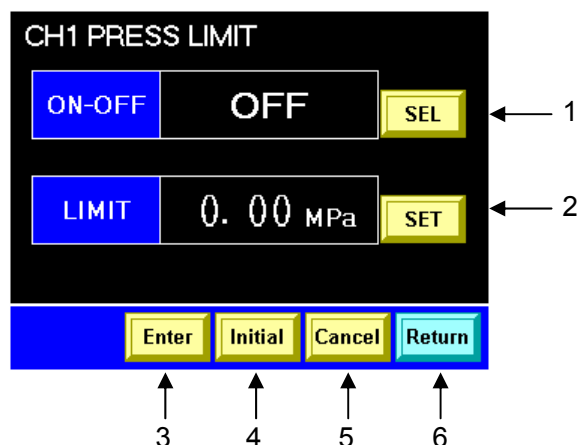 CH1 PRESS LIMIT
ON-OFF OFF SEL 1
LIMIT 0. 00 MPa SET 2
Enter Initial Cancel Return
3 4 5 6